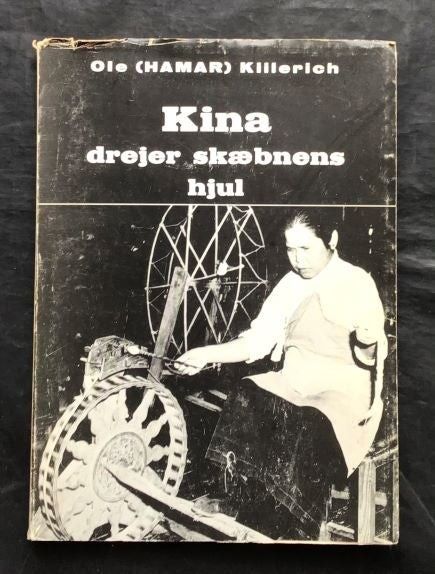 Ole (HAMAR) Killerich
Kina
drejer skæbnens
hjul